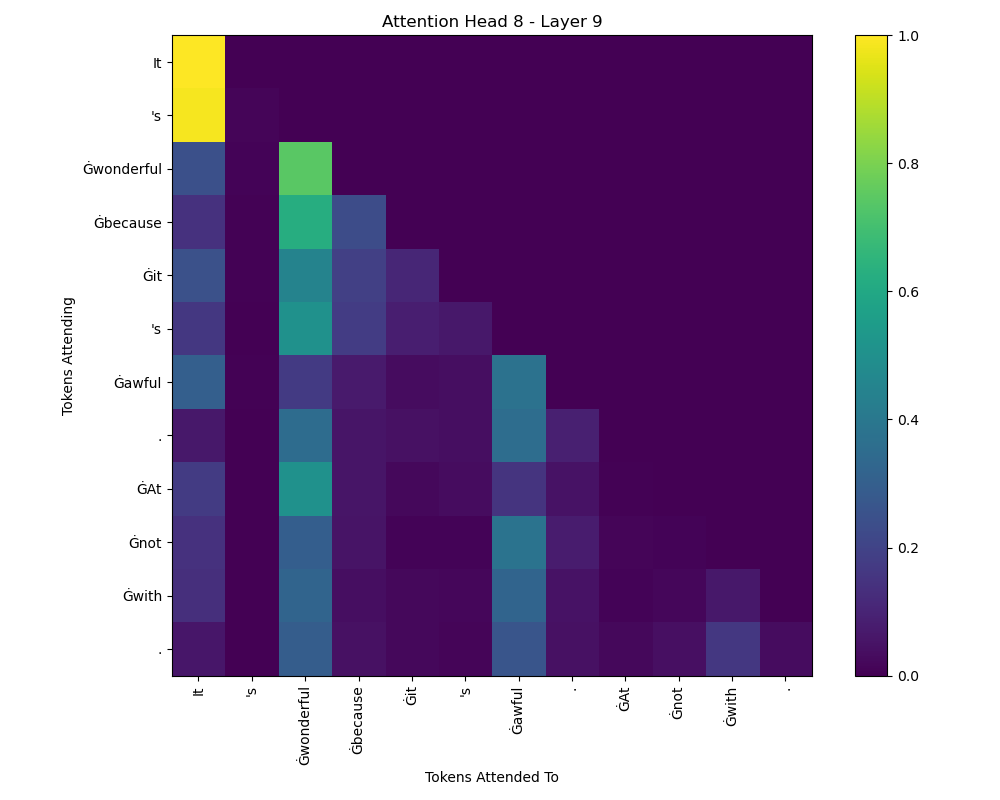 Attention Head 8 - Layer 9
It
's
Ġwonderful
Ġbecause
Ġit
's
Ġawful
.
ĠAt
Ġnot
Ġwith
.
Tokens Attending
It
's
Ġwonderful
Ġbecause
Ġit
's
Ġawful
.
ĠAt
Ġnot
Ġwith
.
Tokens Attended To
1.0
0.8
0.6
0.4
0.2
0.0